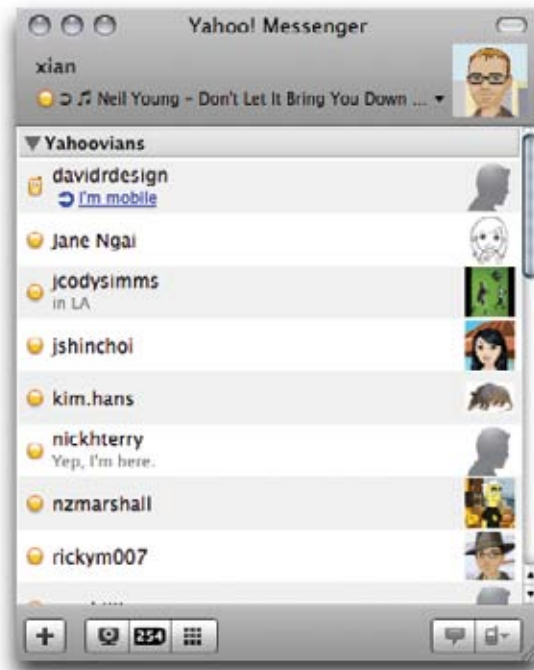 Yahoo! Messenger
xian
Neil Young – Don't Let It Bring You Down ...
Yahoovians
davidrdesign
I'm mobile
Jane Ngai
jcodysimms
in LA
jshinchoi
kim.hans
nickhterry
Yep, I'm here.
nzmarshall
rickym007